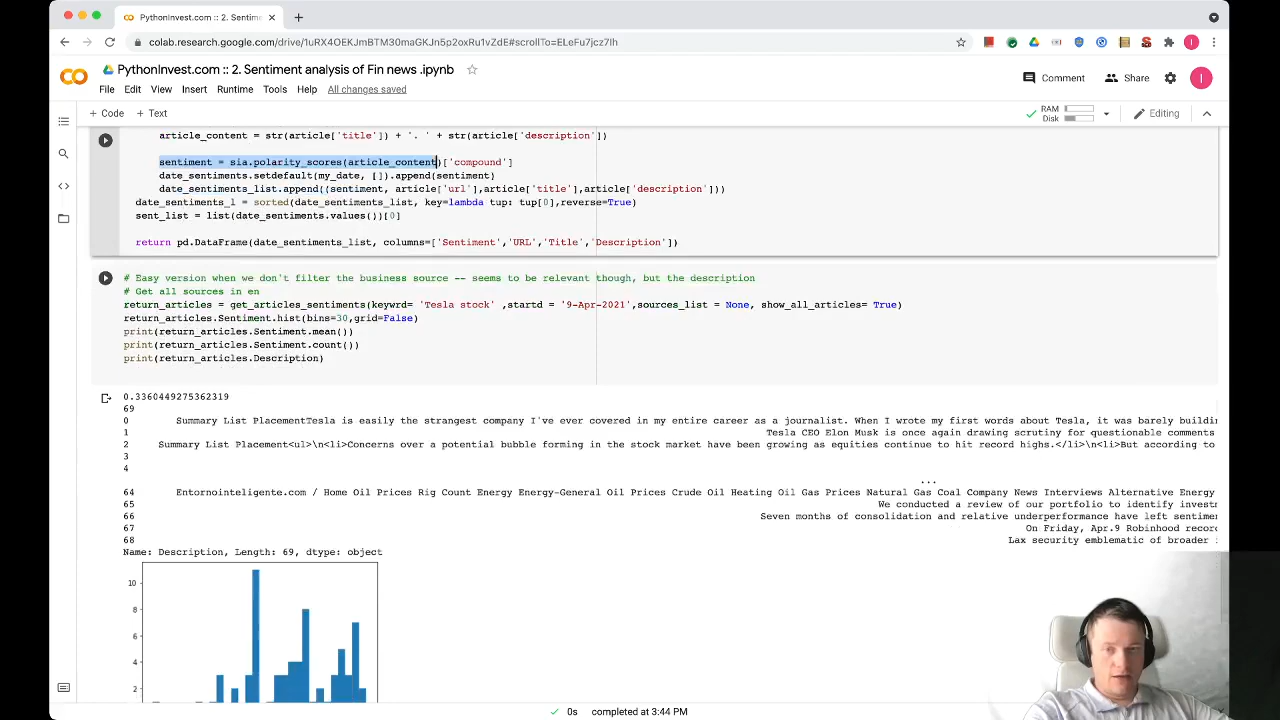 PythonInvest.com :: 2. Sentime
colab.research.google.com/drive/1uRX4OEKJmBTM30maGKJn5p2oxRu1vZdE#scrollTo=ELeFu7jcz7lh
PythonInvest.com :: 2. Sentiment analysis of Fin news .ipynb
Comment Share
File Edit View Insert Runtime Tools Help All changes saved
+ Code + Text RAM Disk Editing
article_content = str(article['title']) + '. ' + str(article['description'])
sentiment = sia.polarity_scores(article_content)['compound']
date_sentiments.setdefault(my_date, []).append(sentiment)
date_sentiments_list.append((sentiment, article['url'],article['title'],article['description']))
date_sentiments_l = sorted(date_sentiments_list, key=lambda tup: tup[0],reverse=True)
sent_list = list(date_sentiments.values())[0]
return pd.DataFrame(date_sentiments_list, columns=['Sentiment','URL','Title','Description'])
# Easy version when we don't filter the business source -- seems to be relevant though, but the description
# Get all sources in en
return_articles = get_articles_sentiments(keywrd= 'Tesla stock' ,startd = '9-Apr-2021',sources_list = None, show_all_articles= True)
return_articles.Sentiment.hist(bins=30,grid=False)
print(return_articles.Sentiment.mean())
print(return_articles.Sentiment.count())
print(return_articles.Description)
0.3360449275362319
69
0 Summary List PlacementTesla is easily the strangest company I've ever covered in my entire career as a journalist. When I wrote my first words about Tesla, it was barely buildin
1 Tesla CEO Elon Musk is once again drawing scrutiny for questionable comments
2 Summary List Placement<ul>\n<li>Concerns over a potential bubble forming in the stock market have been growing as equities continue to hit record highs.</li>\n<li>But according to
3
4
...
64 Entornointeligente.com / Home Oil Prices Rig Count Energy Energy-General Oil Prices Crude Oil Heating Oil Gas Prices Natural Gas Coal Company News Interviews Alternative Energy
65 We conducted a review of our portfolio to identify invest
66 Seven months of consolidation and relative underperformance have left sentimen
67 On Friday, Apr.9 Robinhood recor
68 Lax security emblematic of broader
Name: Description, Length: 69, dtype: object
10
8
6
4
2
0s completed at 3:44 PM